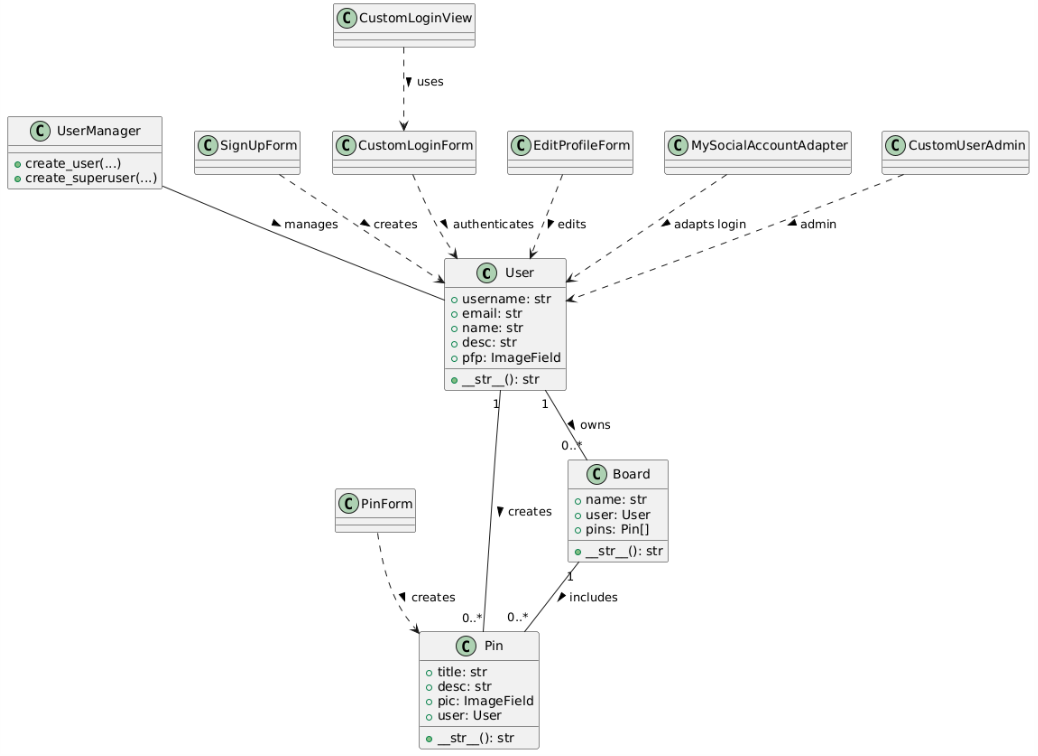 C CustomLoginView
uses
C UserManager
+ create_user(...)
+ create_superuser(...)
C SignUpForm
C CustomLoginForm
C EditProfileForm
C MySocialAccountAdapter
C CustomUserAdmin
manages
creates
authenticates
edits
adapts login
admin
C User
username: str
email: str
name: str
desc: str
pfp: ImageField
__str__(): str
1
1
owns
0..*
C Board
name: str
user: User
pins: Pin[]
__str__(): str
C PinForm
creates
1
creates
includes
0..*
0..*
C Pin
title: str
desc: str
pic: ImageField
user: User
__str__(): str